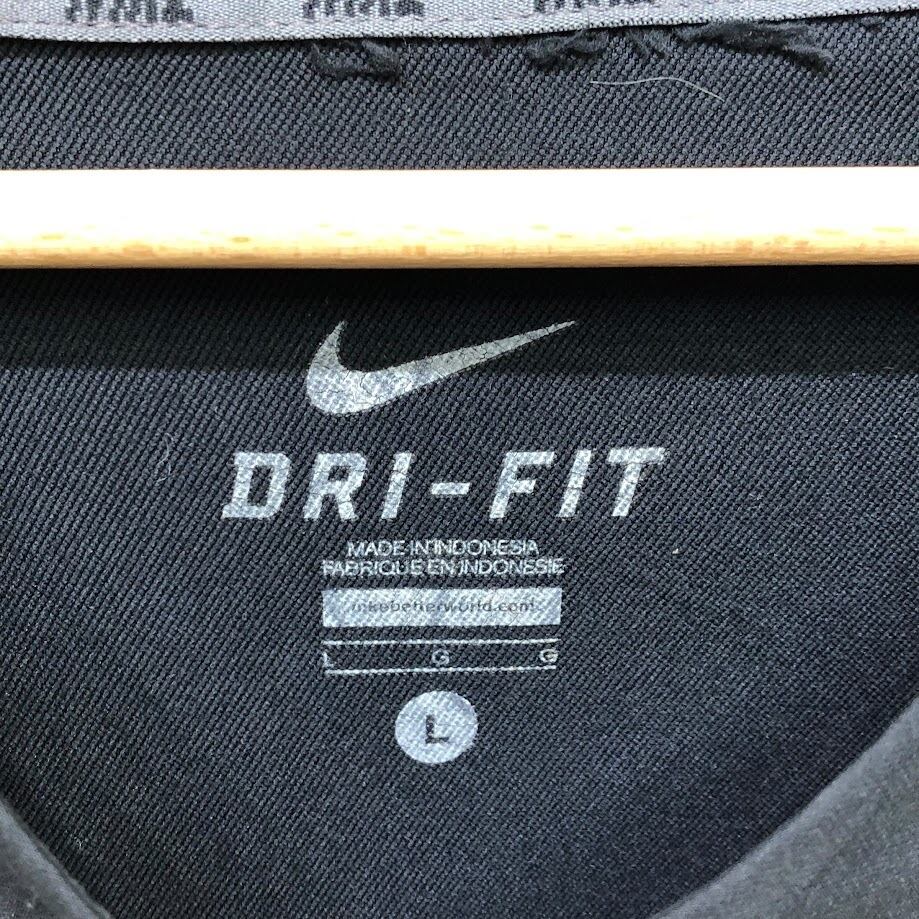 DRI-FIT
MADE IN INDONESIA
FABRIQUE EN INDONESIE
nikebetterworld.com
L G G
L